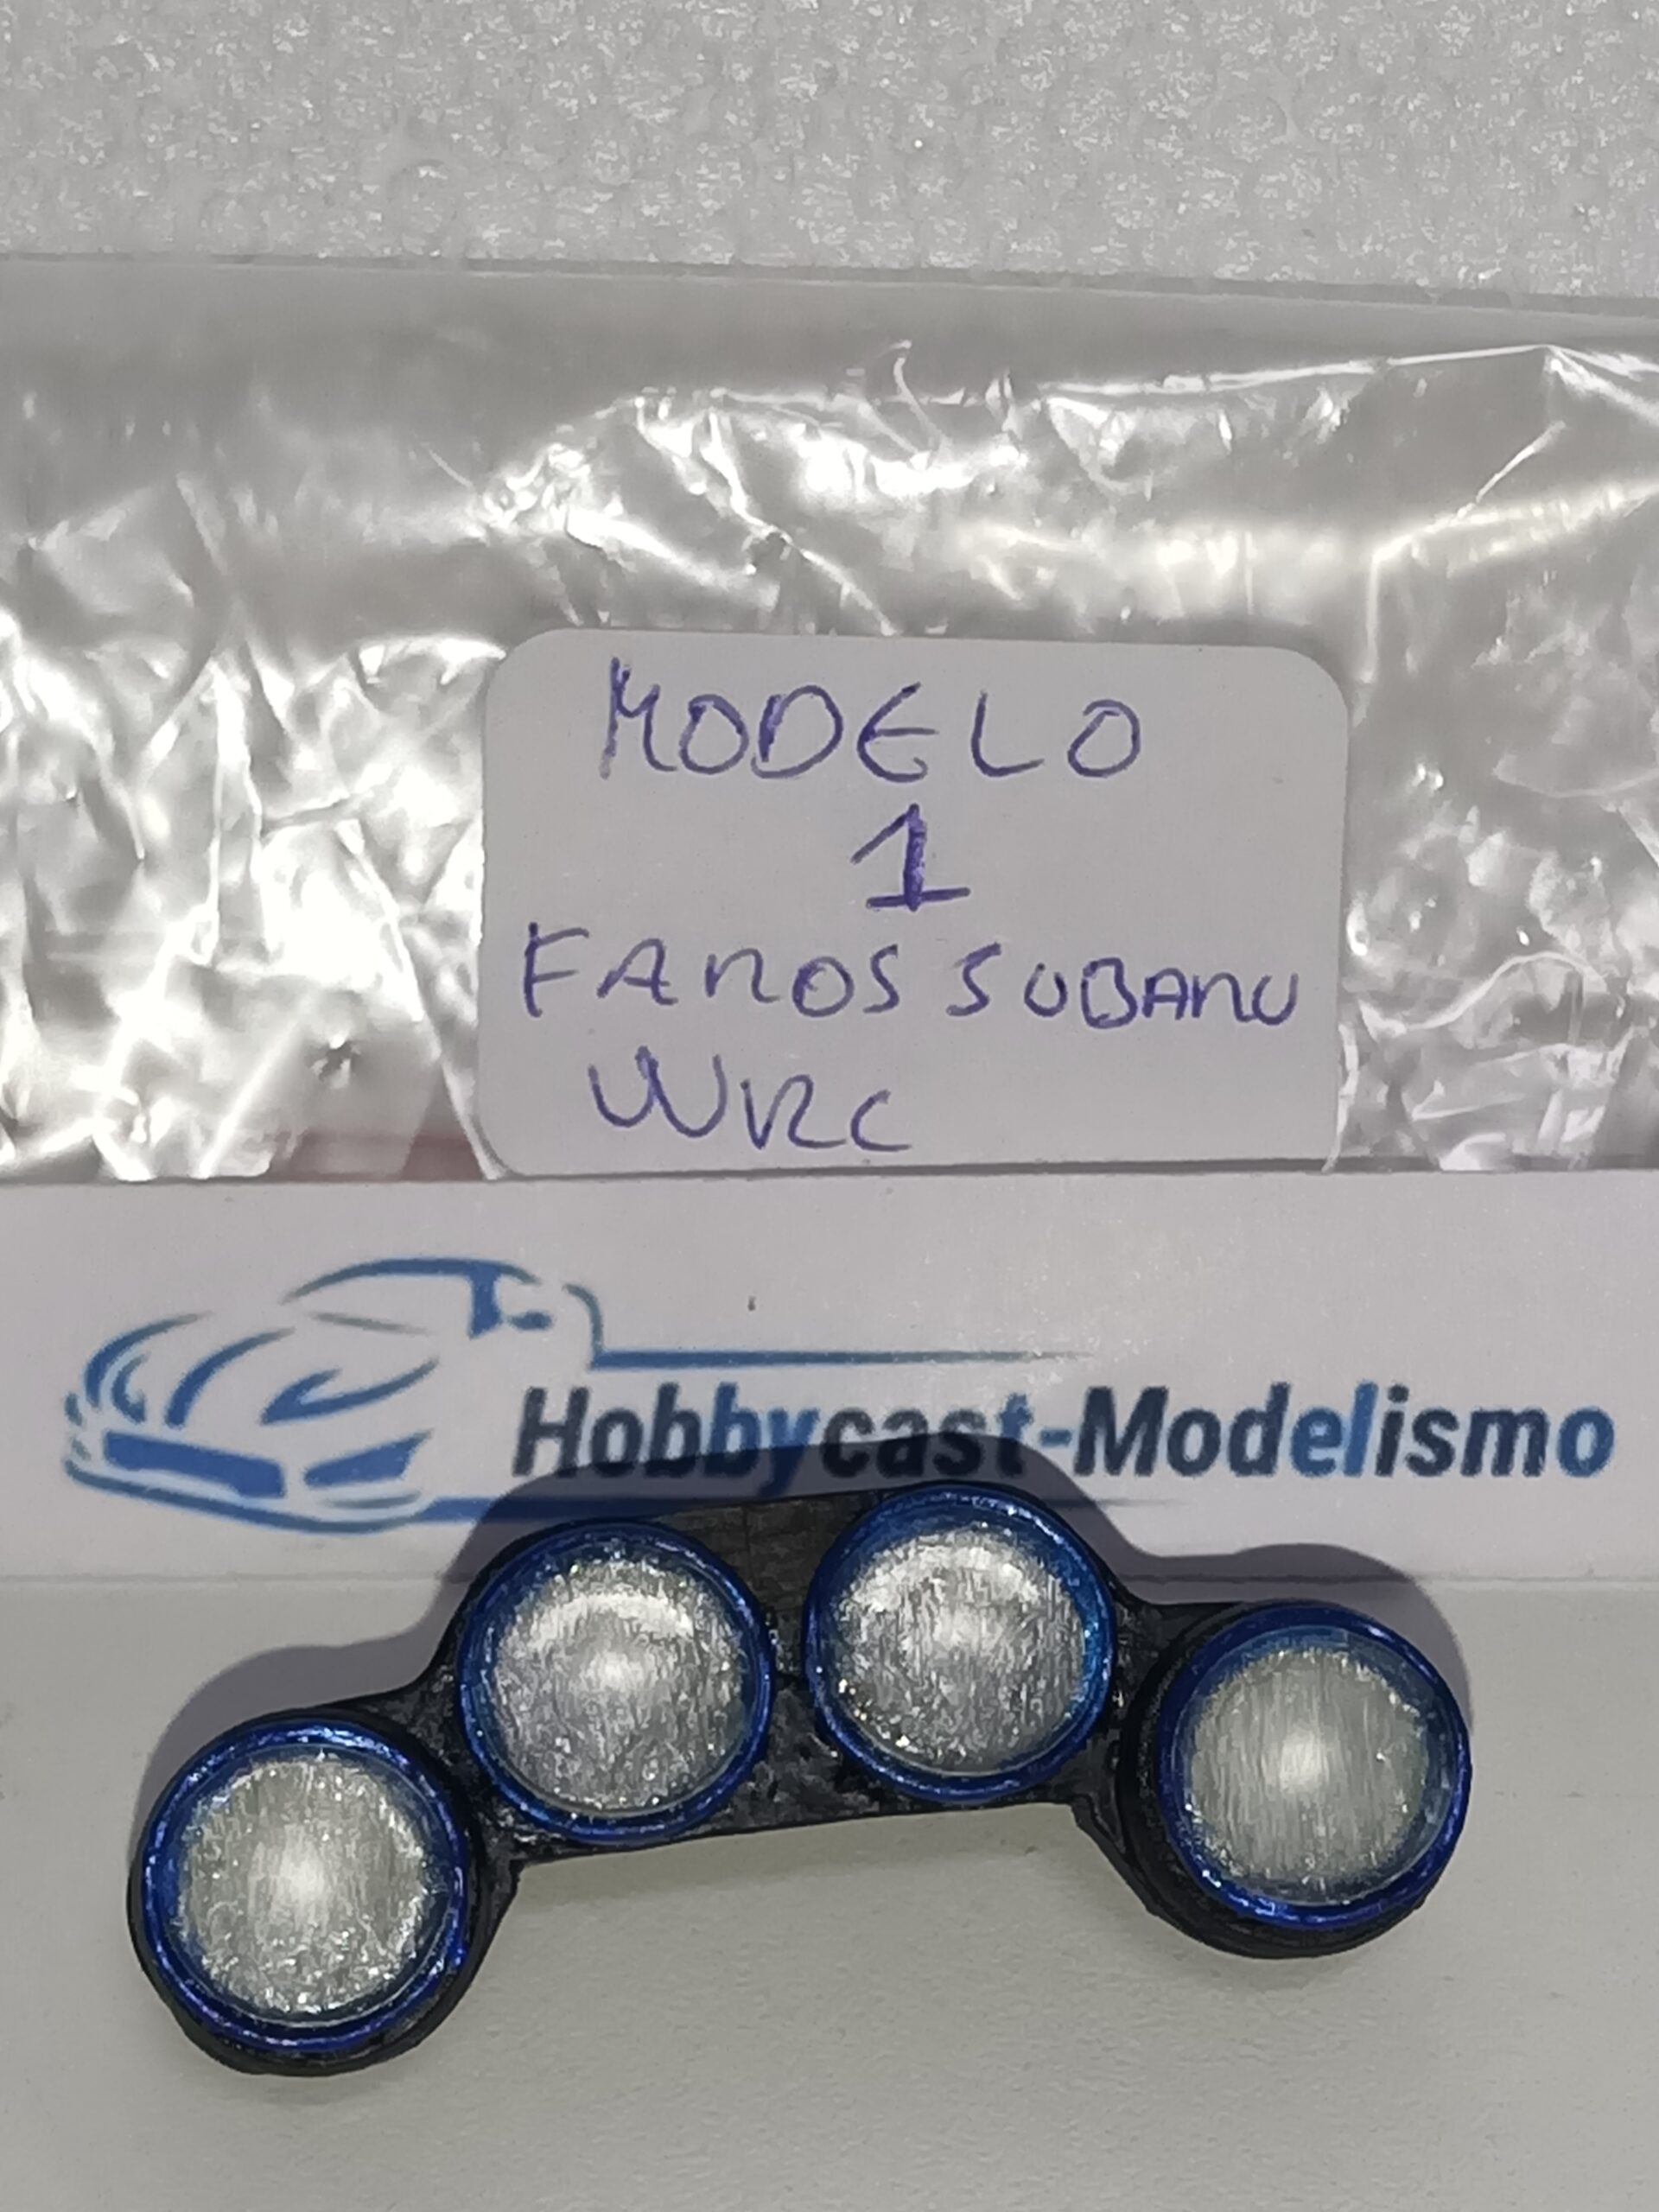 MODELO
1
FAROS SUBARU
WRC
Hobbycast-Modelismo